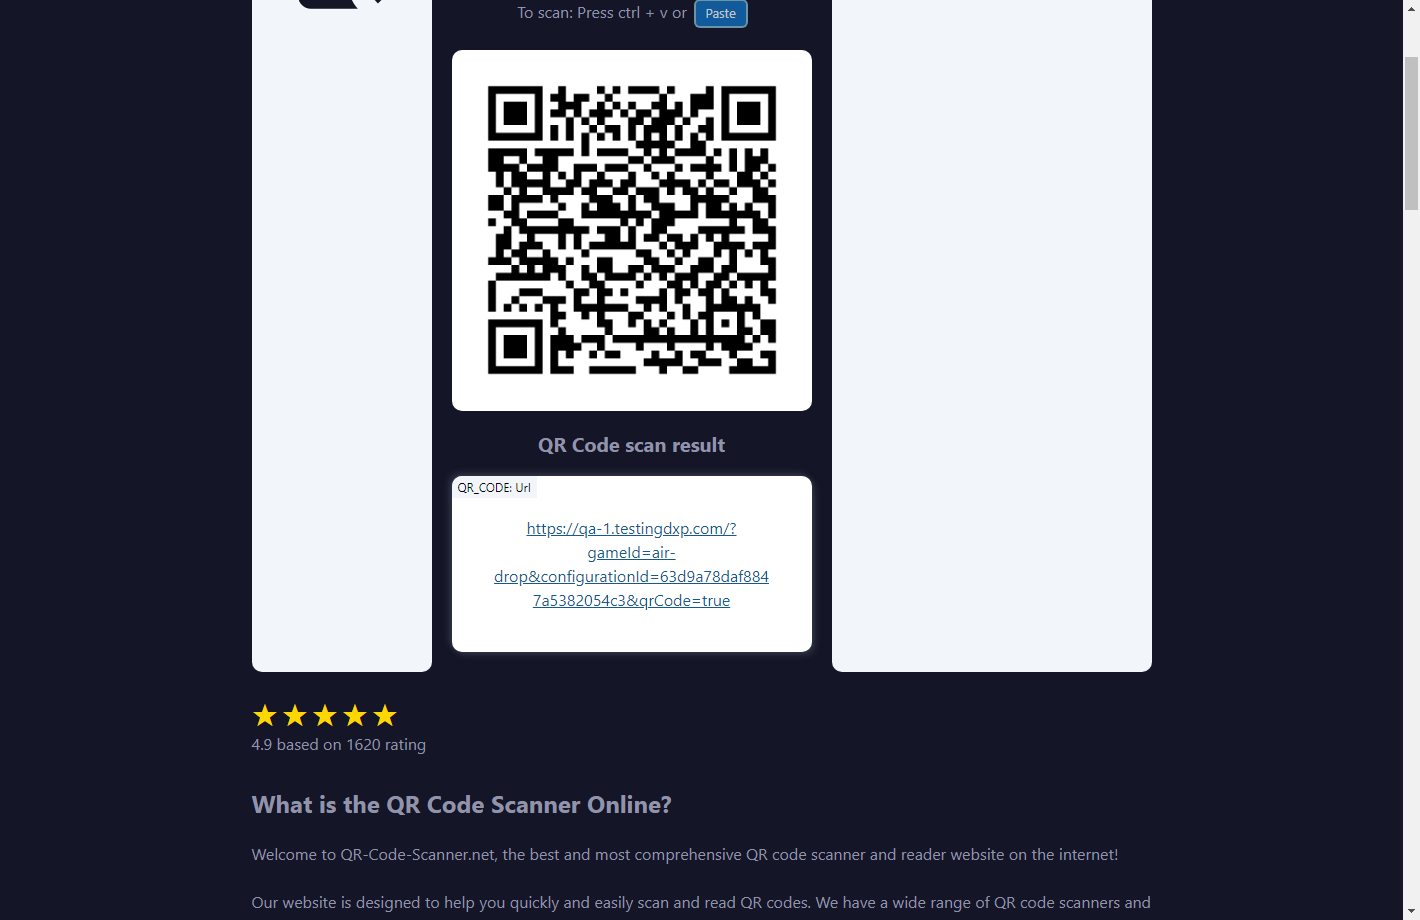 To scan: Press ctrl + v or Paste
QR Code scan result
QR_CODE: Url
https://qa-1.testingdxp.com/?
gameId=air-
drop&configurationId=63d9a78daf884
7a5382054c3&qrCode=true
4.9 based on 1620 rating
What is the QR Code Scanner Online?
Welcome to QR-Code-Scanner.net, the best and most comprehensive QR code scanner and reader website on the internet!
Our website is designed to help you quickly and easily scan and read QR codes. We have a wide range of QR code scanners and